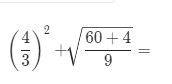 (4/3)^2 + √((60 + 4)/9) =